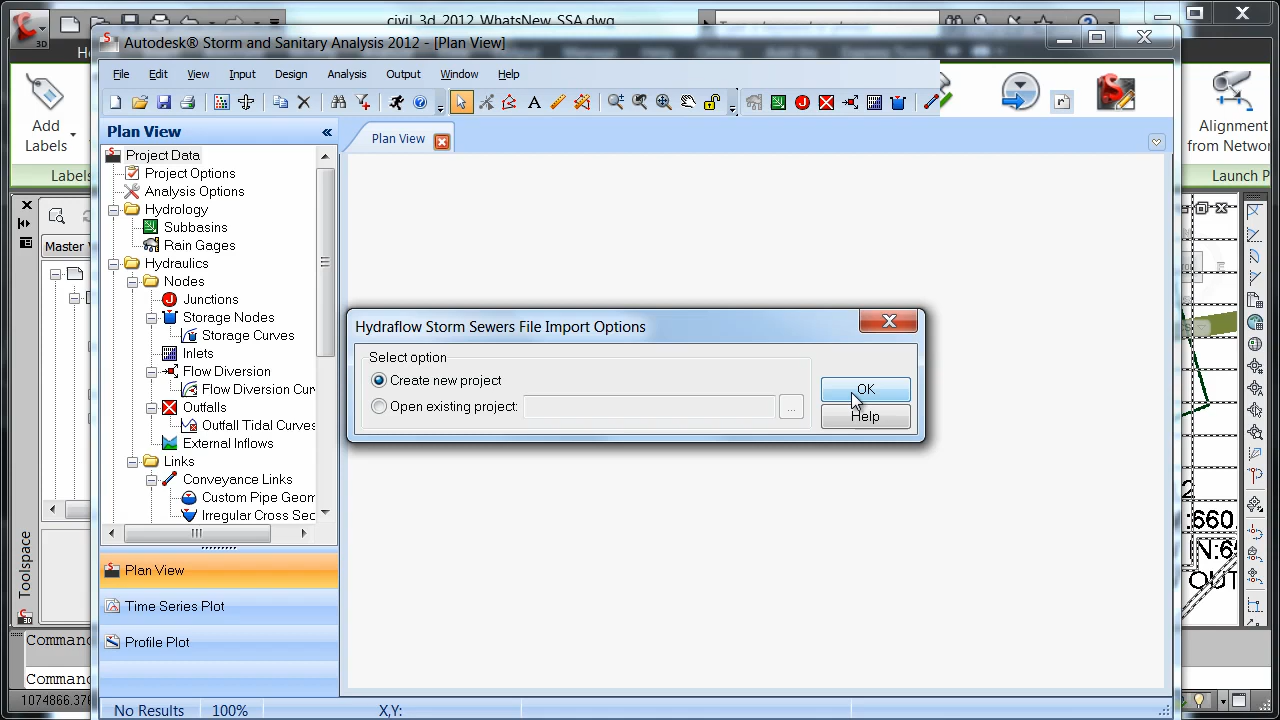 civil_3d_2012_WhatsNew_SSA.dwg
3D
Autodesk® Storm and Sanitary Analysis 2012 - [Plan View]
File Edit View Input Design Analysis Output Window Help
Add
Labels
Labels
Alignment
from Networ
Launch P
Plan View «
Plan View
Master
Project Data
Project Options
Analysis Options
Hydrology
Subbasins
Rain Gages
Hydraulics
Nodes
Junctions
Storage Nodes
Storage Curves
Inlets
Flow Diversion
Flow Diversion Cur
Outfalls
Outfall Tidal Curves
External Inflows
Links
Conveyance Links
Custom Pipe Geom
Irregular Cross Sec
Hydraflow Storm Sewers File Import Options
Select option
Create new project
Open existing project:
...
OK
Help
Plan View
Time Series Plot
Profile Plot
Toolspace
:660.
N:65
OUT
Comman
Comman
1074866.376
No Results 100% X,Y: